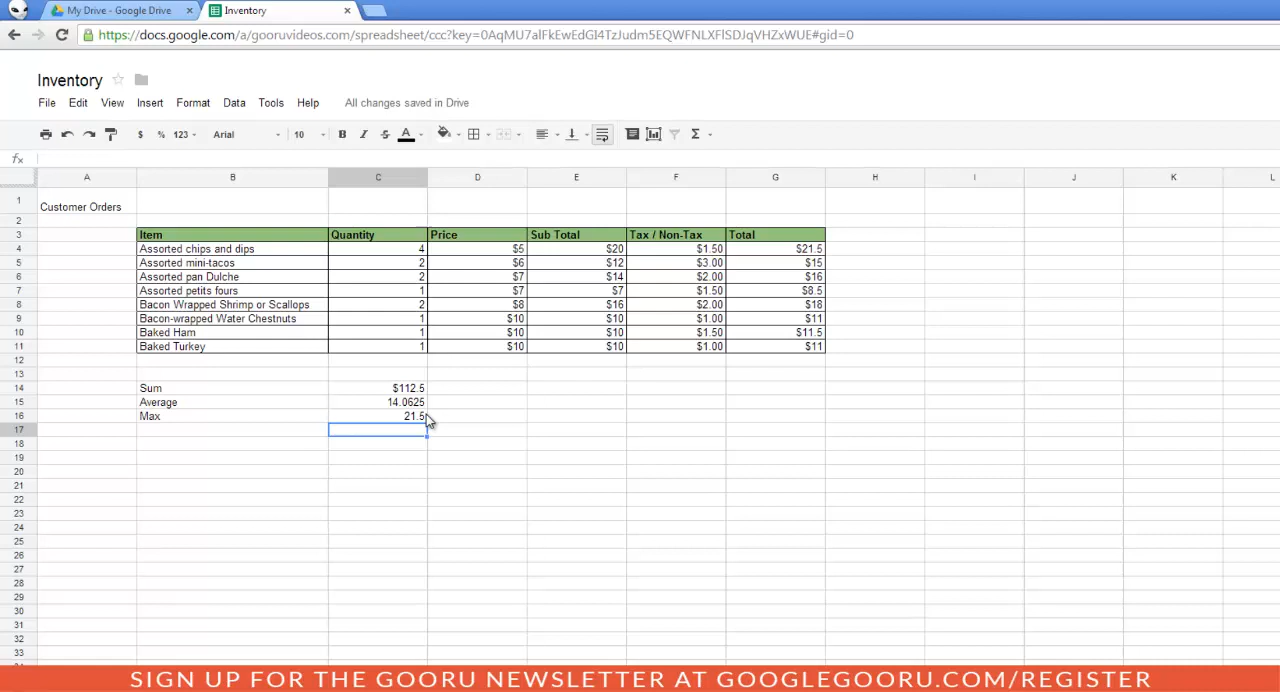 My Drive - Google Drive × Inventory ×
https://docs.google.com/a/gooruvideos.com/spreadsheet/ccc?key=0AqMU7alFkEwEdGI4TzJudm5EQWFNLXFlSDJqVHZxWUE#gid=0
Inventory
File Edit View Insert Format Data Tools Help All changes saved in Drive
$ % 123 Arial 10 B I S A Σ
fx
A B C D E F G H I J K L
1 Customer Orders
2
3 Item Quantity Price Sub Total Tax / Non-Tax Total
4 Assorted chips and dips 4 $5 $20 $1.50 $21.5
5 Assorted mini-tacos 2 $6 $12 $3.00 $15
6 Assorted pan Dulche 2 $7 $14 $2.00 $16
7 Assorted petits fours 1 $7 $7 $1.50 $8.5
8 Bacon Wrapped Shrimp or Scallops 2 $8 $16 $2.00 $18
9 Bacon-wrapped Water Chestnuts 1 $10 $10 $1.00 $11
10 Baked Ham 1 $10 $10 $1.50 $11.5
11 Baked Turkey 1 $10 $10 $1.00 $11
12
13
14 Sum $112.5
15 Average 14.0625
16 Max 21.5
17
18
19
20
21
22
23
24
25
26
27
28
29
30
31
32
33
SIGN UP FOR THE GOORU NEWSLETTER AT GOOGLEGOORU.COM/REGISTER